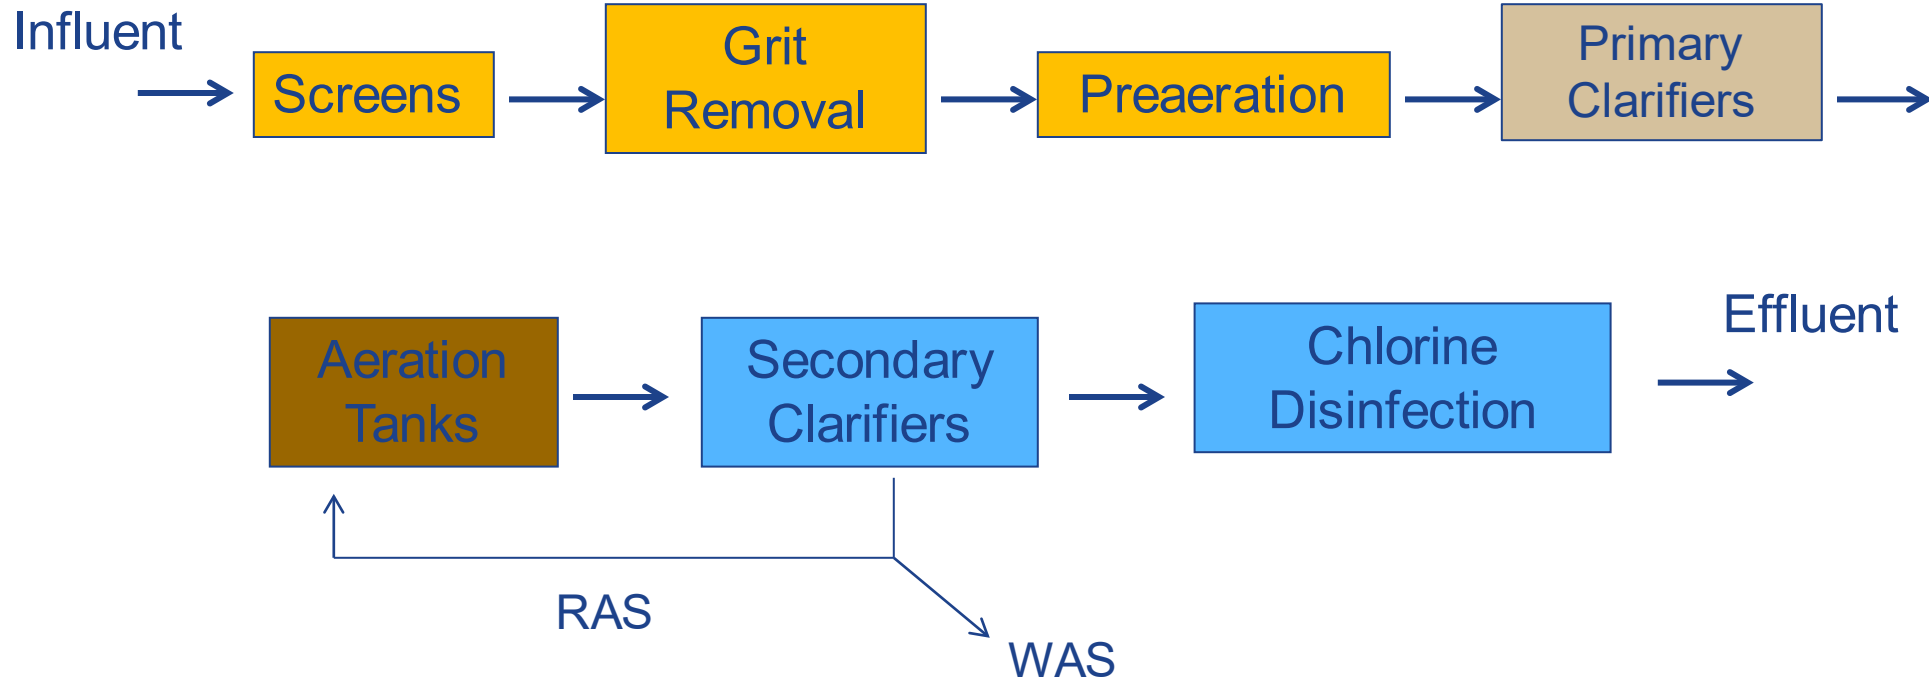 Influent
Screens
Grit
Removal
Preaeration
Primary
Clarifiers
Aeration
Tanks
Secondary
Clarifiers
Chlorine
Disinfection
Effluent
RAS
WAS